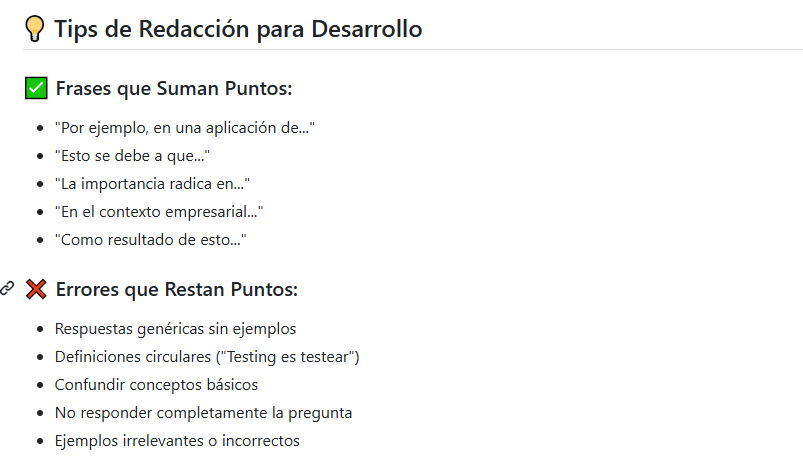 💡 Tips de Redacción para Desarrollo
✅ Frases que Suman Puntos:
• "Por ejemplo, en una aplicación de..."
• "Esto se debe a que..."
• "La importancia radica en..."
• "En el contexto empresarial..."
• "Como resultado de esto..."
❌ Errores que Restan Puntos:
• Respuestas genéricas sin ejemplos
• Definiciones circulares ("Testing es testear")
• Confundir conceptos básicos
• No responder completamente la pregunta
• Ejemplos irrelevantes o incorrectos